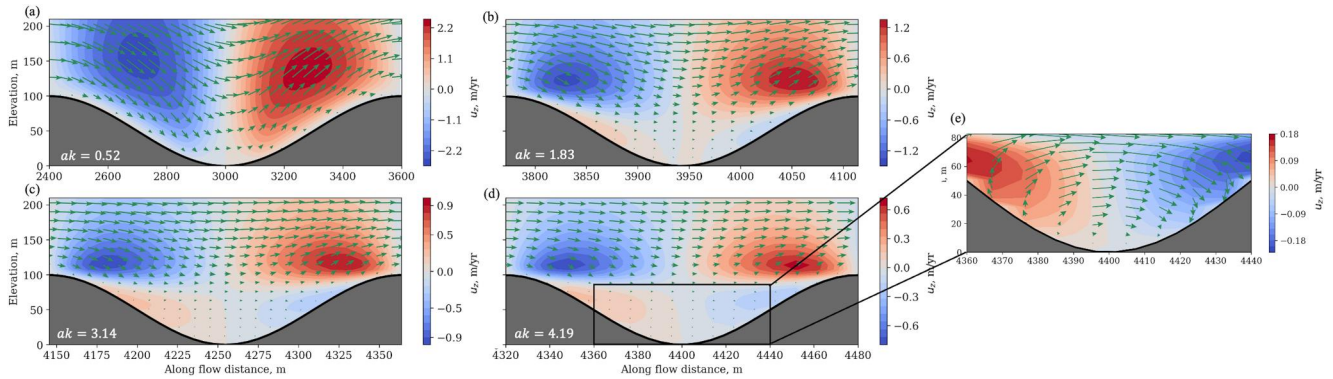 (a)
Elevation, m
200
150
100
50
0
ak = 0.52
2400 2600 2800 3000 3200 3400 3600
2.2
1.1
0.0
−1.1
−2.2
u_z, m/yr
(b)
ak = 1.83
3800 3850 3900 3950 4000 4050 4100
1.2
0.6
0.0
−0.6
−1.2
u_z, m/yr
(c)
Elevation, m
200
150
100
50
0
ak = 3.14
4150 4175 4200 4225 4250 4275 4300 4325 4350
Along flow distance, m
0.9
0.5
0.0
−0.5
−0.9
u_z, m/yr
(d)
ak = 4.19
4320 4340 4360 4380 4400 4420 4440 4460 4480
Along flow distance, m
0.6
0.3
0.0
−0.3
−0.6
u_z, m/yr
(e)
80
60
40
20
0
4360 4370 4380 4390 4400 4410 4420 4430 4440
0.18
0.09
0.00
−0.09
−0.18
u_z, m/yr